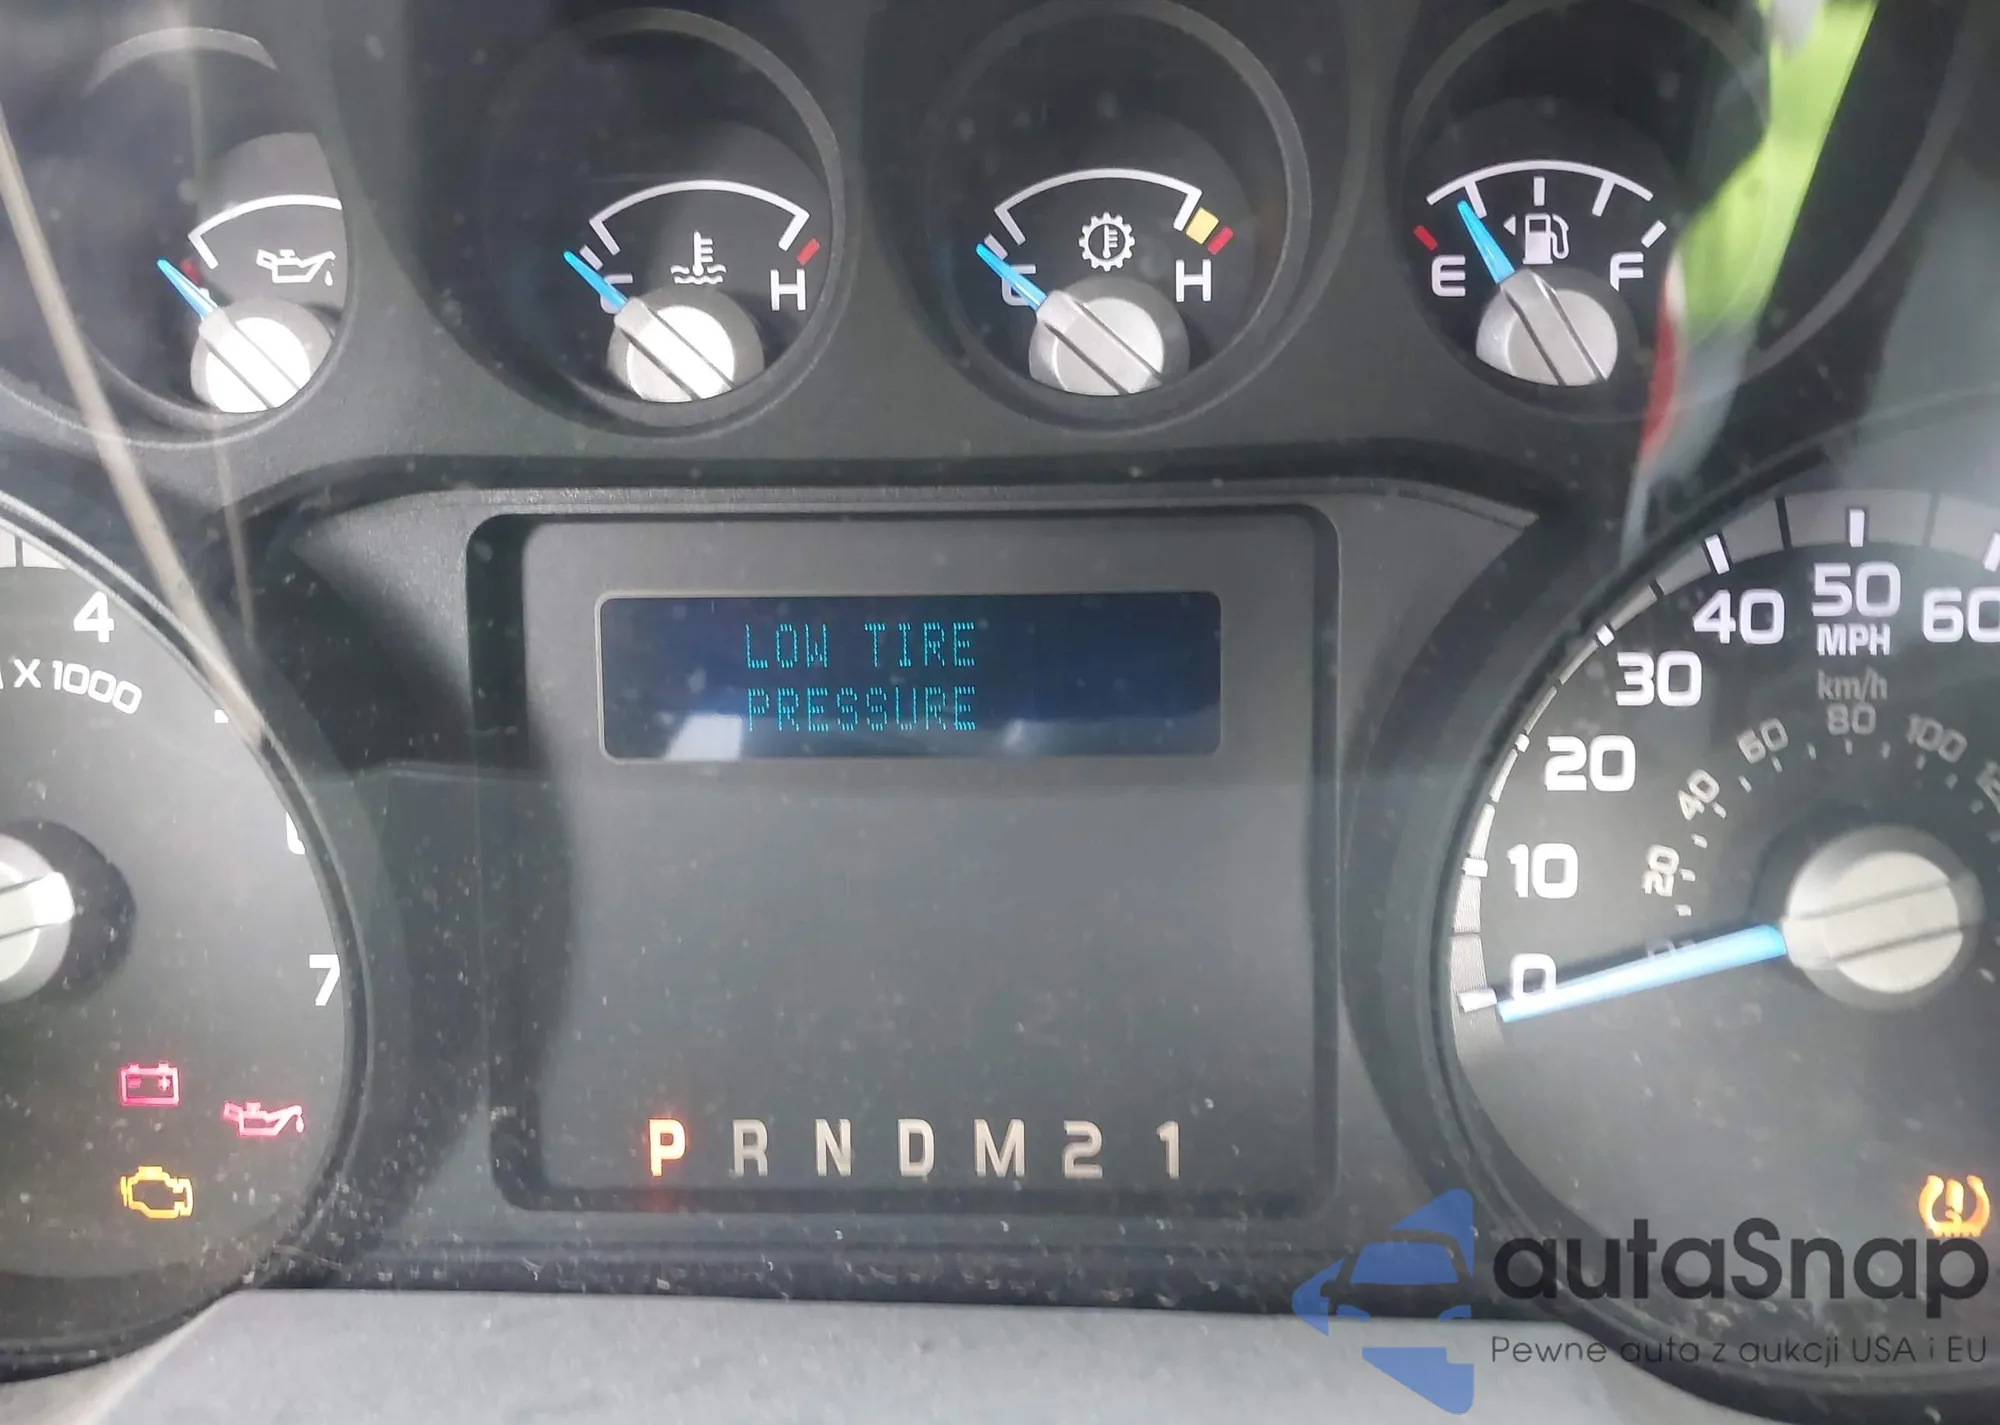 H
H
E
F
4
X 1000
7
LOW TIRE
PRESSURE
P R N D M 2 1
0
10
20
30
40
50
60
MPH
km/h
20
40
60
80
100
autaSnap
Pewne auta z aukcji USA i EU